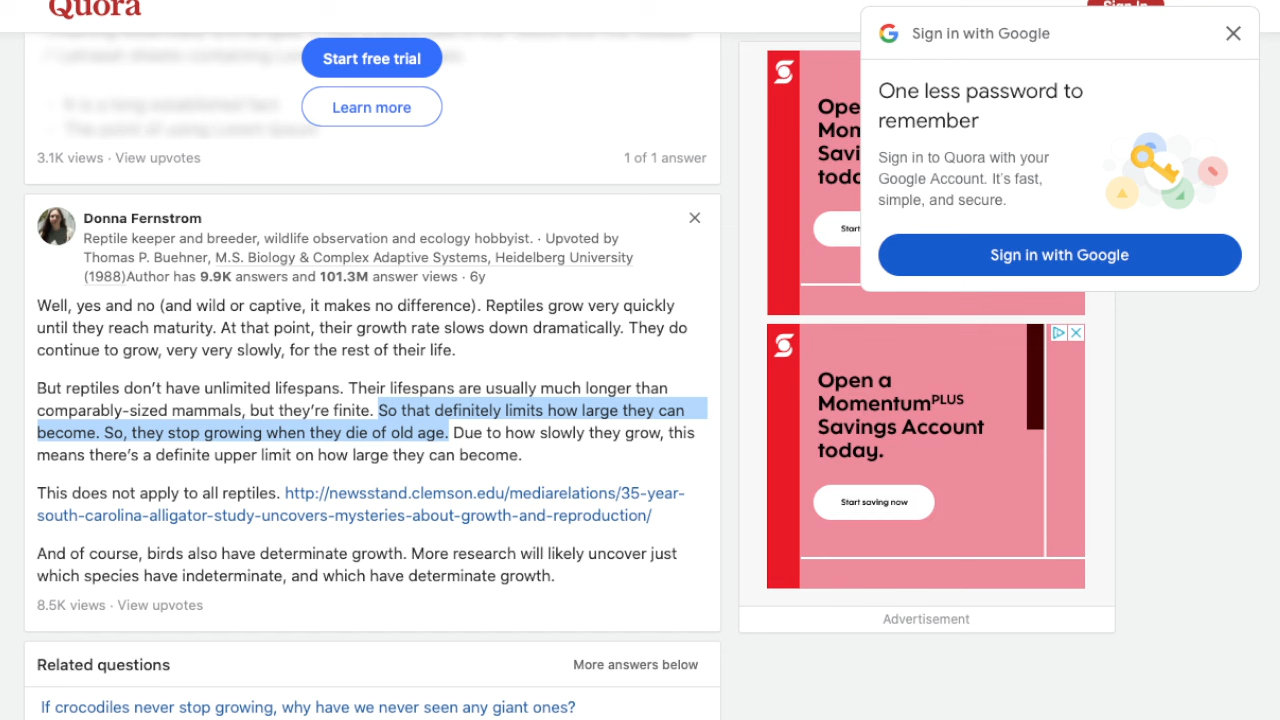 Quora
Sign In
Start free trial
Learn more
3.1K views · View upvotes
1 of 1 answer
Donna Fernstrom
Reptile keeper and breeder, wildlife observation and ecology hobbyist. · Upvoted by
Thomas P. Buehner, M.S. Biology & Complex Adaptive Systems, Heidelberg University
(1988)Author has 9.9K answers and 101.3M answer views · 6y
Well, yes and no (and wild or captive, it makes no difference). Reptiles grow very quickly
until they reach maturity. At that point, their growth rate slows down dramatically. They do
continue to grow, very very slowly, for the rest of their life.
But reptiles don’t have unlimited lifespans. Their lifespans are usually much longer than
comparably-sized mammals, but they’re finite. So that definitely limits how large they can
become. So, they stop growing when they die of old age. Due to how slowly they grow, this
means there’s a definite upper limit on how large they can become.
This does not apply to all reptiles. http://newsstand.clemson.edu/mediarelations/35-year-
south-carolina-alligator-study-uncovers-mysteries-about-growth-and-reproduction/
And of course, birds also have determinate growth. More research will likely uncover just
which species have indeterminate, and which have determinate growth.
8.5K views · View upvotes
Related questions
More answers below
If crocodiles never stop growing, why have we never seen any giant ones?
Sign in with Google
One less password to
remember
Sign in to Quora with your
Google Account. It’s fast,
simple, and secure.
Sign in with Google
Open a
MomentumPLUS
Savings Account
today.
Start saving now
Advertisement